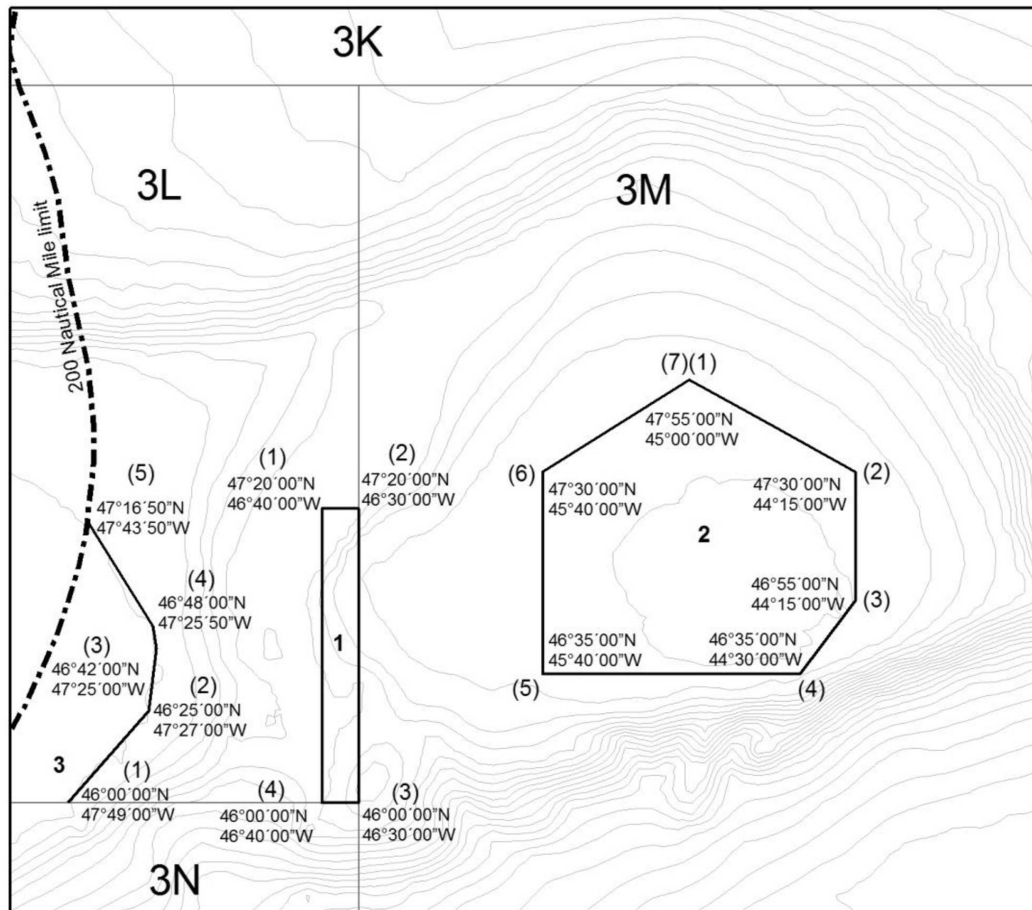 3K
3L
3M
200 Nautical Mile limit
(7)(1)
47°55´00”N
45°00´00”W
(6)
47°30´00”N
45°40´00”W
(2)
47°30´00”N
44°15´00”W
2
46°55´00”N
44°15´00”W
(3)
46°35´00”N
45°40´00”W
(5)
46°35´00”N
44°30´00”W
(4)
(1)
47°20´00”N
46°40´00”W
(2)
47°20´00”N
46°30´00”W
1
(4)
46°00´00”N
46°40´00”W
(3)
46°00´00”N
46°30´00”W
(5)
47°16´50”N
47°43´50”W
(4)
46°48´00”N
47°25´50”W
(3)
46°42´00”N
47°25´00”W
(2)
46°25´00”N
47°27´00”W
3
(1)
46°00´00”N
47°49´00”W
3N